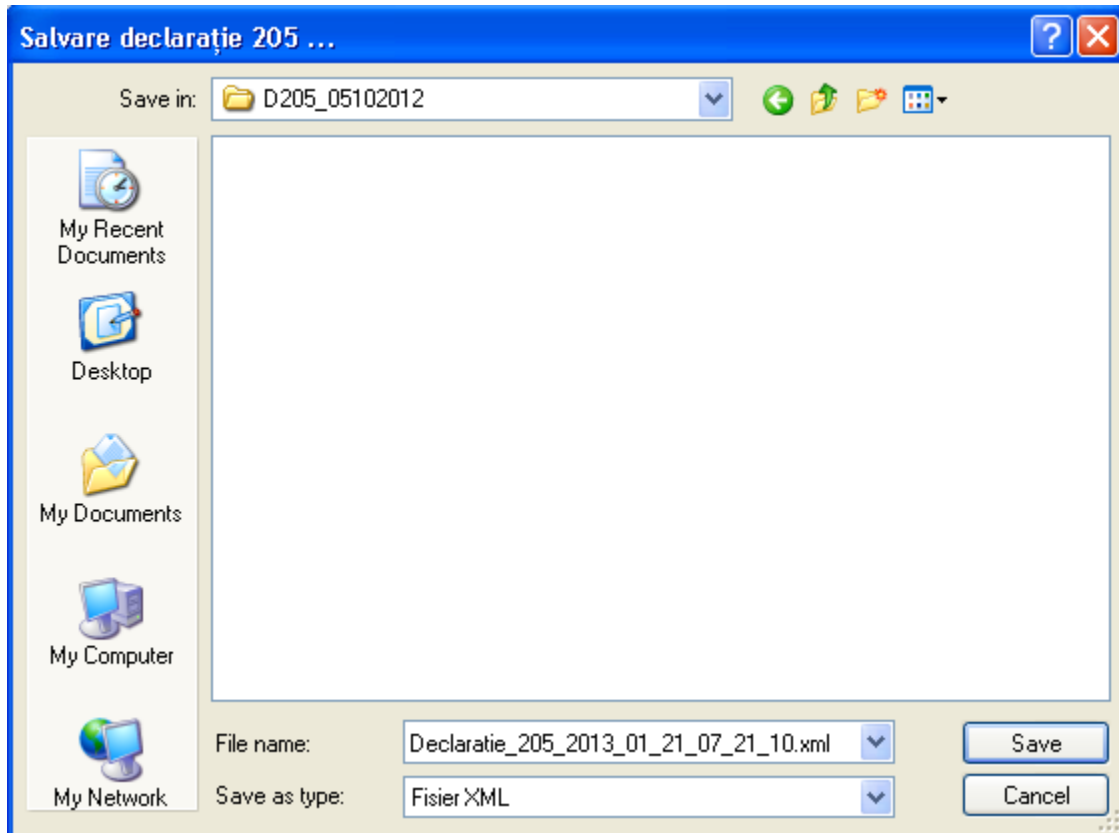 Salvare declarație 205 ...
Save in:
D205_05102012
My Recent
Documents
Desktop
My Documents
My Computer
My Network
File name:
Declaratie_205_2013_01_21_07_21_10.xml
Save
Save as type:
Fisier XML
Cancel